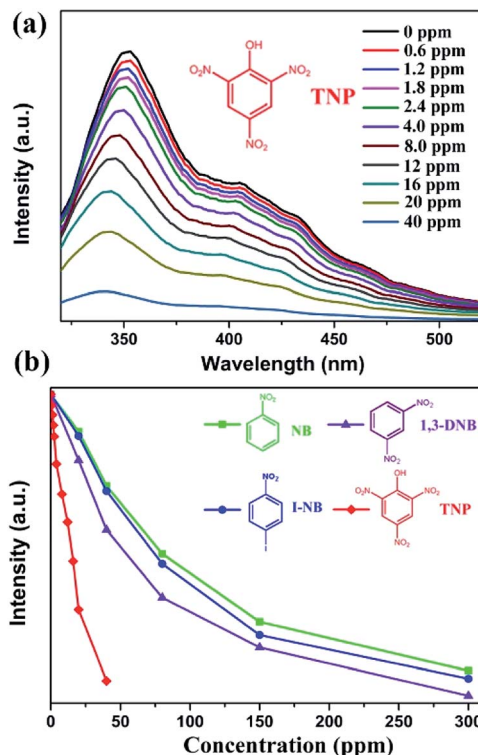 (a)
OH
O₂N
NO₂
NO₂
TNP
0 ppm
0.6 ppm
1.2 ppm
1.8 ppm
2.4 ppm
4.0 ppm
8.0 ppm
12 ppm
16 ppm
20 ppm
40 ppm
Intensity (a.u.)
350 400 450 500
Wavelength (nm)
(b)
NO₂
NB
NO₂
NO₂
1,3-DNB
NO₂
I
I-NB
OH
NO₂
NO₂
NO₂
TNP
Intensity (a.u.)
0 50 100 150 200 250 300
Concentration (ppm)